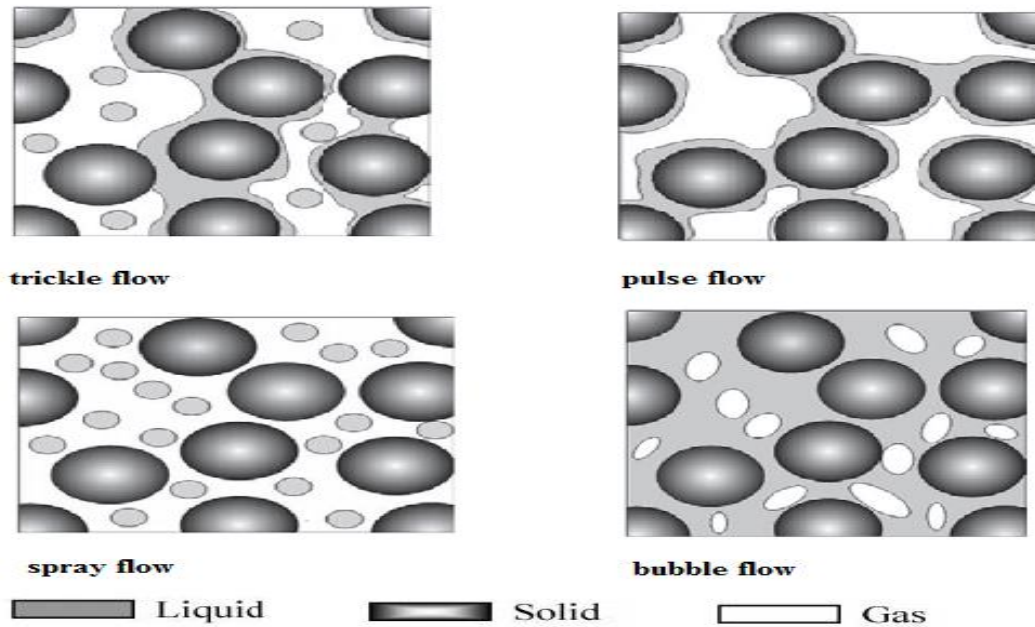 trickle flow
pulse flow
spray flow
bubble flow
Liquid
Solid
Gas